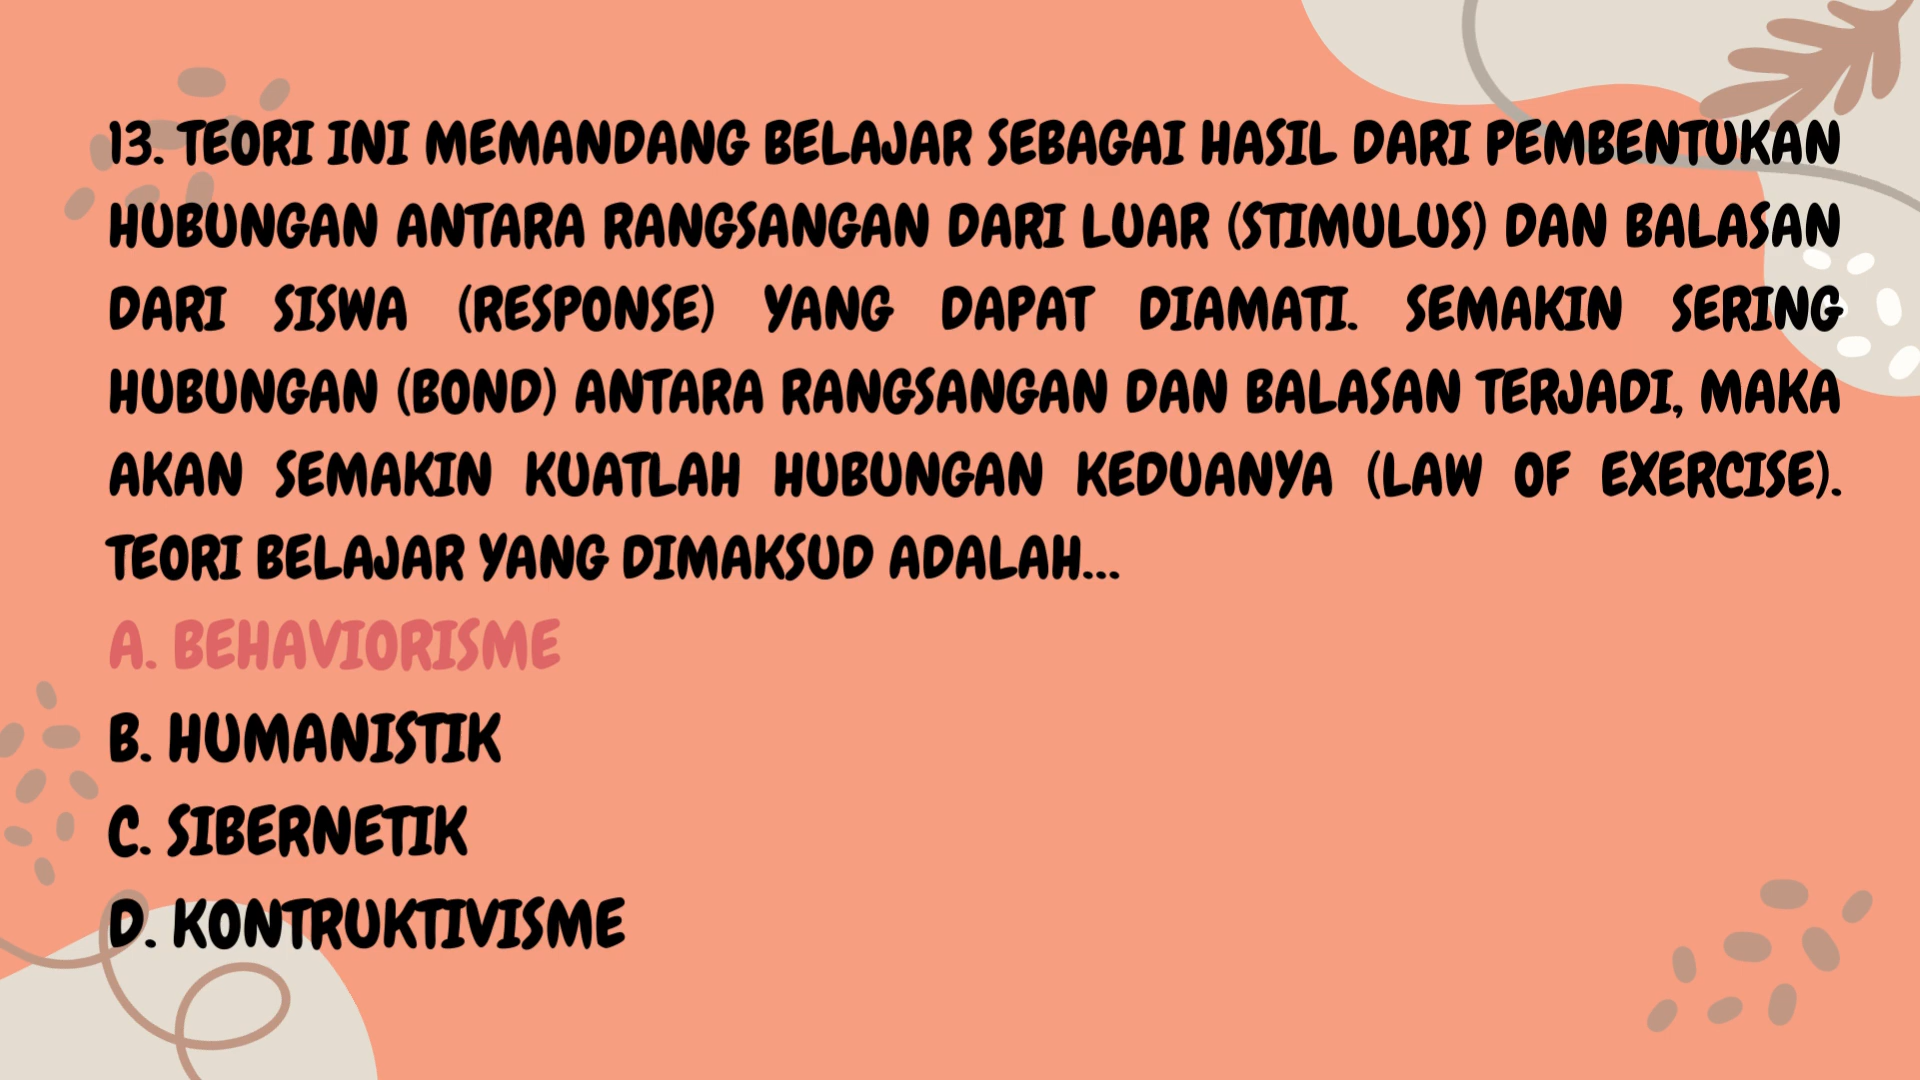 13. TEORI INI MEMANDANG BELAJAR SEBAGAI HASIL DARI PEMBENTUKAN
HUBUNGAN ANTARA RANGSANGAN DARI LUAR (STIMULUS) DAN BALASAN
DARI SISWA (RESPONSE) YANG DAPAT DIAMATI. SEMAKIN SERING
HUBUNGAN (BOND) ANTARA RANGSANGAN DAN BALASAN TERJADI, MAKA
AKAN SEMAKIN KUATLAH HUBUNGAN KEDUANYA (LAW OF EXERCISE).
TEORI BELAJAR YANG DIMAKSUD ADALAH...
A. BEHAVIORISME
B. HUMANISTIK
C. SIBERNETIK
D. KONTRUKTIVISME